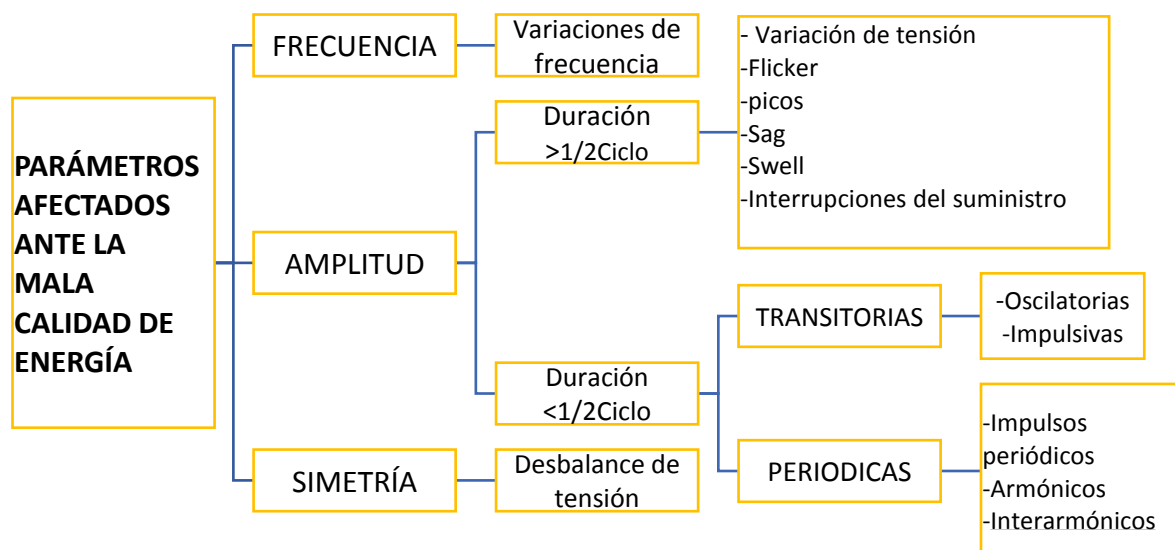 PARÁMETROS
AFECTADOS
ANTE LA
MALA
CALIDAD DE
ENERGÍA
FRECUENCIA
Variaciones de
frecuencia
AMPLITUD
Duración
>1/2Ciclo
- Variación de tensión
-Flicker
-picos
-Sag
-Swell
-Interrupciones del suministro
Duración
<1/2Ciclo
TRANSITORIAS
-Oscilatorias
-Impulsivas
PERIODICAS
-Impulsos
periódicos
-Armónicos
-Interarmónicos
SIMETRÍA
Desbalance de
tensión